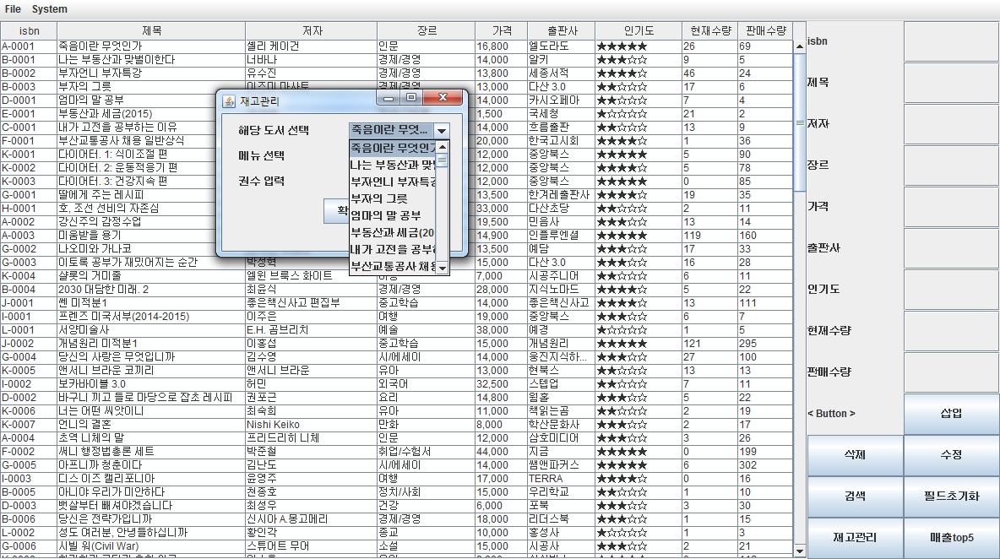 File System
isbn 제목 저자 장르 가격 출판사 인기도 현재수량 판매수량
A-0001 죽음이란 무엇인가 셸리 케이건 인문 16,800 엘도라도 ★★★★★ 26 69
B-0001 나는 부동산과 맞벌이한다 너바나 경제/경영 14,000 알키 ★★★☆☆ 9 5
B-0002 부자언니 부자특강 유수진 경제/경영 13,800 세종서적 ★★★★☆ 46 24
B-0003 부자의 그릇 이즈미 마사토 경제/경영 13,000 다산 3.0 ★★☆☆☆ 17 6
D-0001 엄마의 말 공부 14,000 카시오페아 ★★☆☆☆ 7 4
E-0001 부동산과 세금(2015) 1,500 국세청 ★☆☆☆☆ 21 2
C-0001 내가 고전을 공부하는 이유 14,000 흐름출판 ★★☆☆☆ 13 9
F-0001 부산교통공사 채용 일반상식 20,000 한국고시회 ★★★★☆ 1 36
K-0001 다이어터. 1: 식이조절 편 12,000 중앙북스 ★★★★★ 5 90
K-0002 다이어터. 2: 운동적응기 편 12,000 중앙북스 ★★★★☆ 5 78
K-0003 다이어터. 3: 건강지속 편 12,000 중앙북스 ★★★★★ 0 85
G-0001 딸에게 주는 레시피 13,500 한겨레출판사 ★★★★☆ 19 35
H-0001 호, 조선 선비의 자존심 33,000 다산초당 ★★☆☆☆ 2 11
A-0002 강신주의 감정수업 19,500 민음사 ★★★☆☆ 13 14
A-0003 미움받을 용기 14,900 인플루엔셜 ★★★★★ 119 160
G-0002 나오미와 가나코 13,500 예담 ★★★☆☆ 17 33
G-0003 이토록 공부가 재밌어지는 순간 박성혁 15,000 다산 3.0 ★★★★☆ 16 28
K-0004 샬롯의 거미줄 엘윈 브룩스 화이트 7,000 시공주니어 ★★☆☆☆ 6 11
B-0004 2030 대담한 미래. 2 최윤식 경제/경영 28,000 지식노마드 ★★★★☆ 5 22
J-0001 쎈 미적분1 좋은책신사고 편집부 중고학습 14,000 좋은책신사고 ★★★★☆ 13 111
I-0001 프렌즈 미국서부(2014-2015) 이주은 여행 19,000 중앙북스 ★★★☆☆ 6 7
L-0001 서양미술사 E.H. 곰브리치 예술 38,000 예경 ★☆☆☆☆ 1 5
J-0002 개념원리 미적분1 이홍섭 중고학습 15,000 개념원리 ★★★★★ 121 295
G-0004 당신의 사랑은 무엇입니까 김수영 시/에세이 14,000 웅진지식하... ★★★☆☆ 27 100
K-0005 앤서니 브라운 코끼리 앤서니 브라운 유아 13,000 현북스 ★★☆☆☆ 13 13
I-0002 보카바이블 3.0 허민 외국어 32,500 스텝업 ★★☆☆☆ 7 11
D-0002 바구니 끼고 들로 마당으로 잡초 레시피 권포근 요리 14,800 웜홀 ★★★☆☆ 5 22
K-0006 너는 어떤 씨앗이니 최숙희 유아 11,000 책읽는곰 ★★☆☆☆ 2 19
K-0007 언니의 결혼 Nishi Keiko 만화 8,000 학산문화사 ★★☆☆☆ 2 17
A-0004 초역 니체의 말 프리드리히 니체 인문 12,000 삼호미디어 ★★★☆☆ 3 26
F-0002 써니 행정법총론 세트 박준철 취업/수험서 44,000 지금 ★★★★★ 0 199
G-0005 아프니까 청춘이다 김난도 시/에세이 14,000 쌤앤파커스 ★★★★★ 6 302
I-0003 디스 이즈 캘리포니아 윤영주 여행 17,000 TERRA ★★★★☆ 0 16
B-0005 아니야 우리가 미안하다 천종호 정치/사회 15,000 우리학교 ★★☆☆☆ 1 10
D-0003 뱃살부터 빼셔야겠습니다 최성우 건강 6,000 포북 ★★★☆☆ 3 30
B-0006 당신은 전략가입니까 신시아 A.몽고메리 경제/경영 18,000 리더스북 ★★★☆☆ 1 15
L-0002 성도 여러분, 안녕들하십니까 황인각 종교 10,000 홍성사 ★☆☆☆☆ 1 3
G-0006 시빌 워(Civil War) 스튜어트 무어 소설 15,000 시공사 ★★★☆☆ 2 21
재고관리
해당 도서 선택 죽음이란 무엇...
메뉴 선택
권수 입력
죽음이란 무엇인가
나는 부동산과 맞벌
부자언니 부자특강
부자의 그릇
엄마의 말 공부
부동산과 세금(20
내가 고전을 공부하
부산교통공사 채용
isbn
제목
저자
장르
가격
출판사
인기도
현재수량
판매수량
< Button > 삽입
삭제 수정
검색 필드초기화
재고관리 매출top5